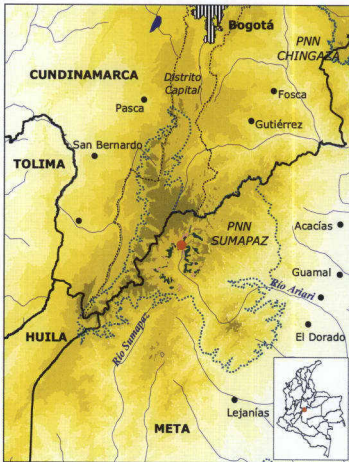 Bogotá
PNN
CHINGAZA
CUNDINAMARCA
Distrito
Capital
Pasca
Fosca
Gutiérrez
San Bernardo
TOLIMA
PNN
SUMAPAZ
Acacías
Guamal
Río Ariari
HUILA
Río Sumapaz
El Dorado
Lejanías
META